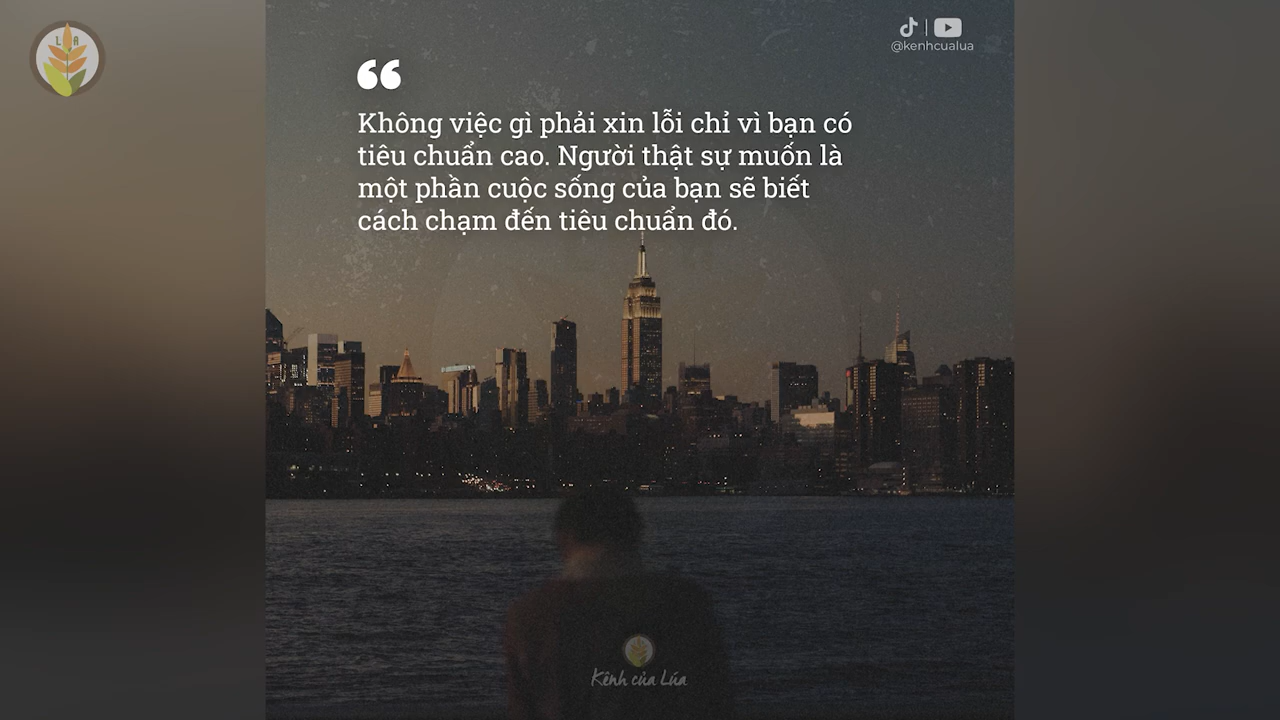 L A
@kenhcualua
“
Không việc gì phải xin lỗi chỉ vì bạn có
tiêu chuẩn cao. Người thật sự muốn là
một phần cuộc sống của bạn sẽ biết
cách chạm đến tiêu chuẩn đó.
Kênh của Lúa